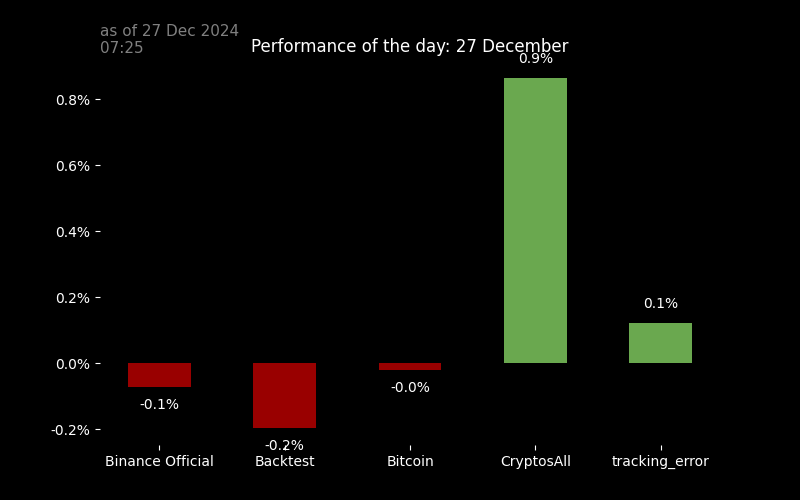 as of 27 Dec 2024
07:25
Performance of the day: 27 December
0.9%
0.8%
0.6%
0.4%
0.2%
0.1%
0.0%
-0.1%
-0.0%
-0.2%
-0.2%
Binance Official
Backtest
Bitcoin
CryptosAll
tracking_error